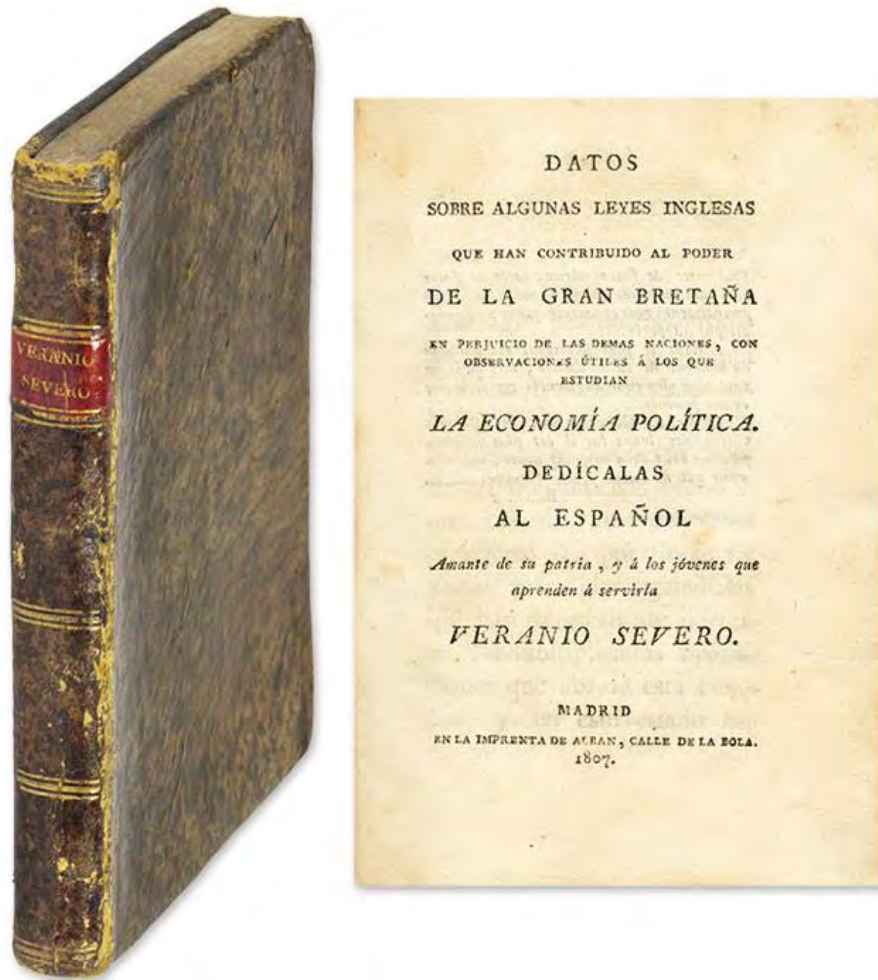 VERANIO
SEVERO
DATOS
SOBRE ALGUNAS LEYES INGLESAS
QUE HAN CONTRIBUIDO AL PODER
DE LA GRAN BRETAÑA
EN PERJUICIO DE LAS DEMAS NACIONES, CON
OBSERVACIONES ÚTILES Á LOS QUE
ESTUDIAN
LA ECONOMÍA POLÍTICA.
DEDÍCALAS
AL ESPAÑOL
Amante de su patria, y á los jóvenes que
aprenden á servirla
VERANIO SEVERO.
MADRID
EN LA IMPRENTA DE ALBAN, CALLE DE LA BOLA.
1807.